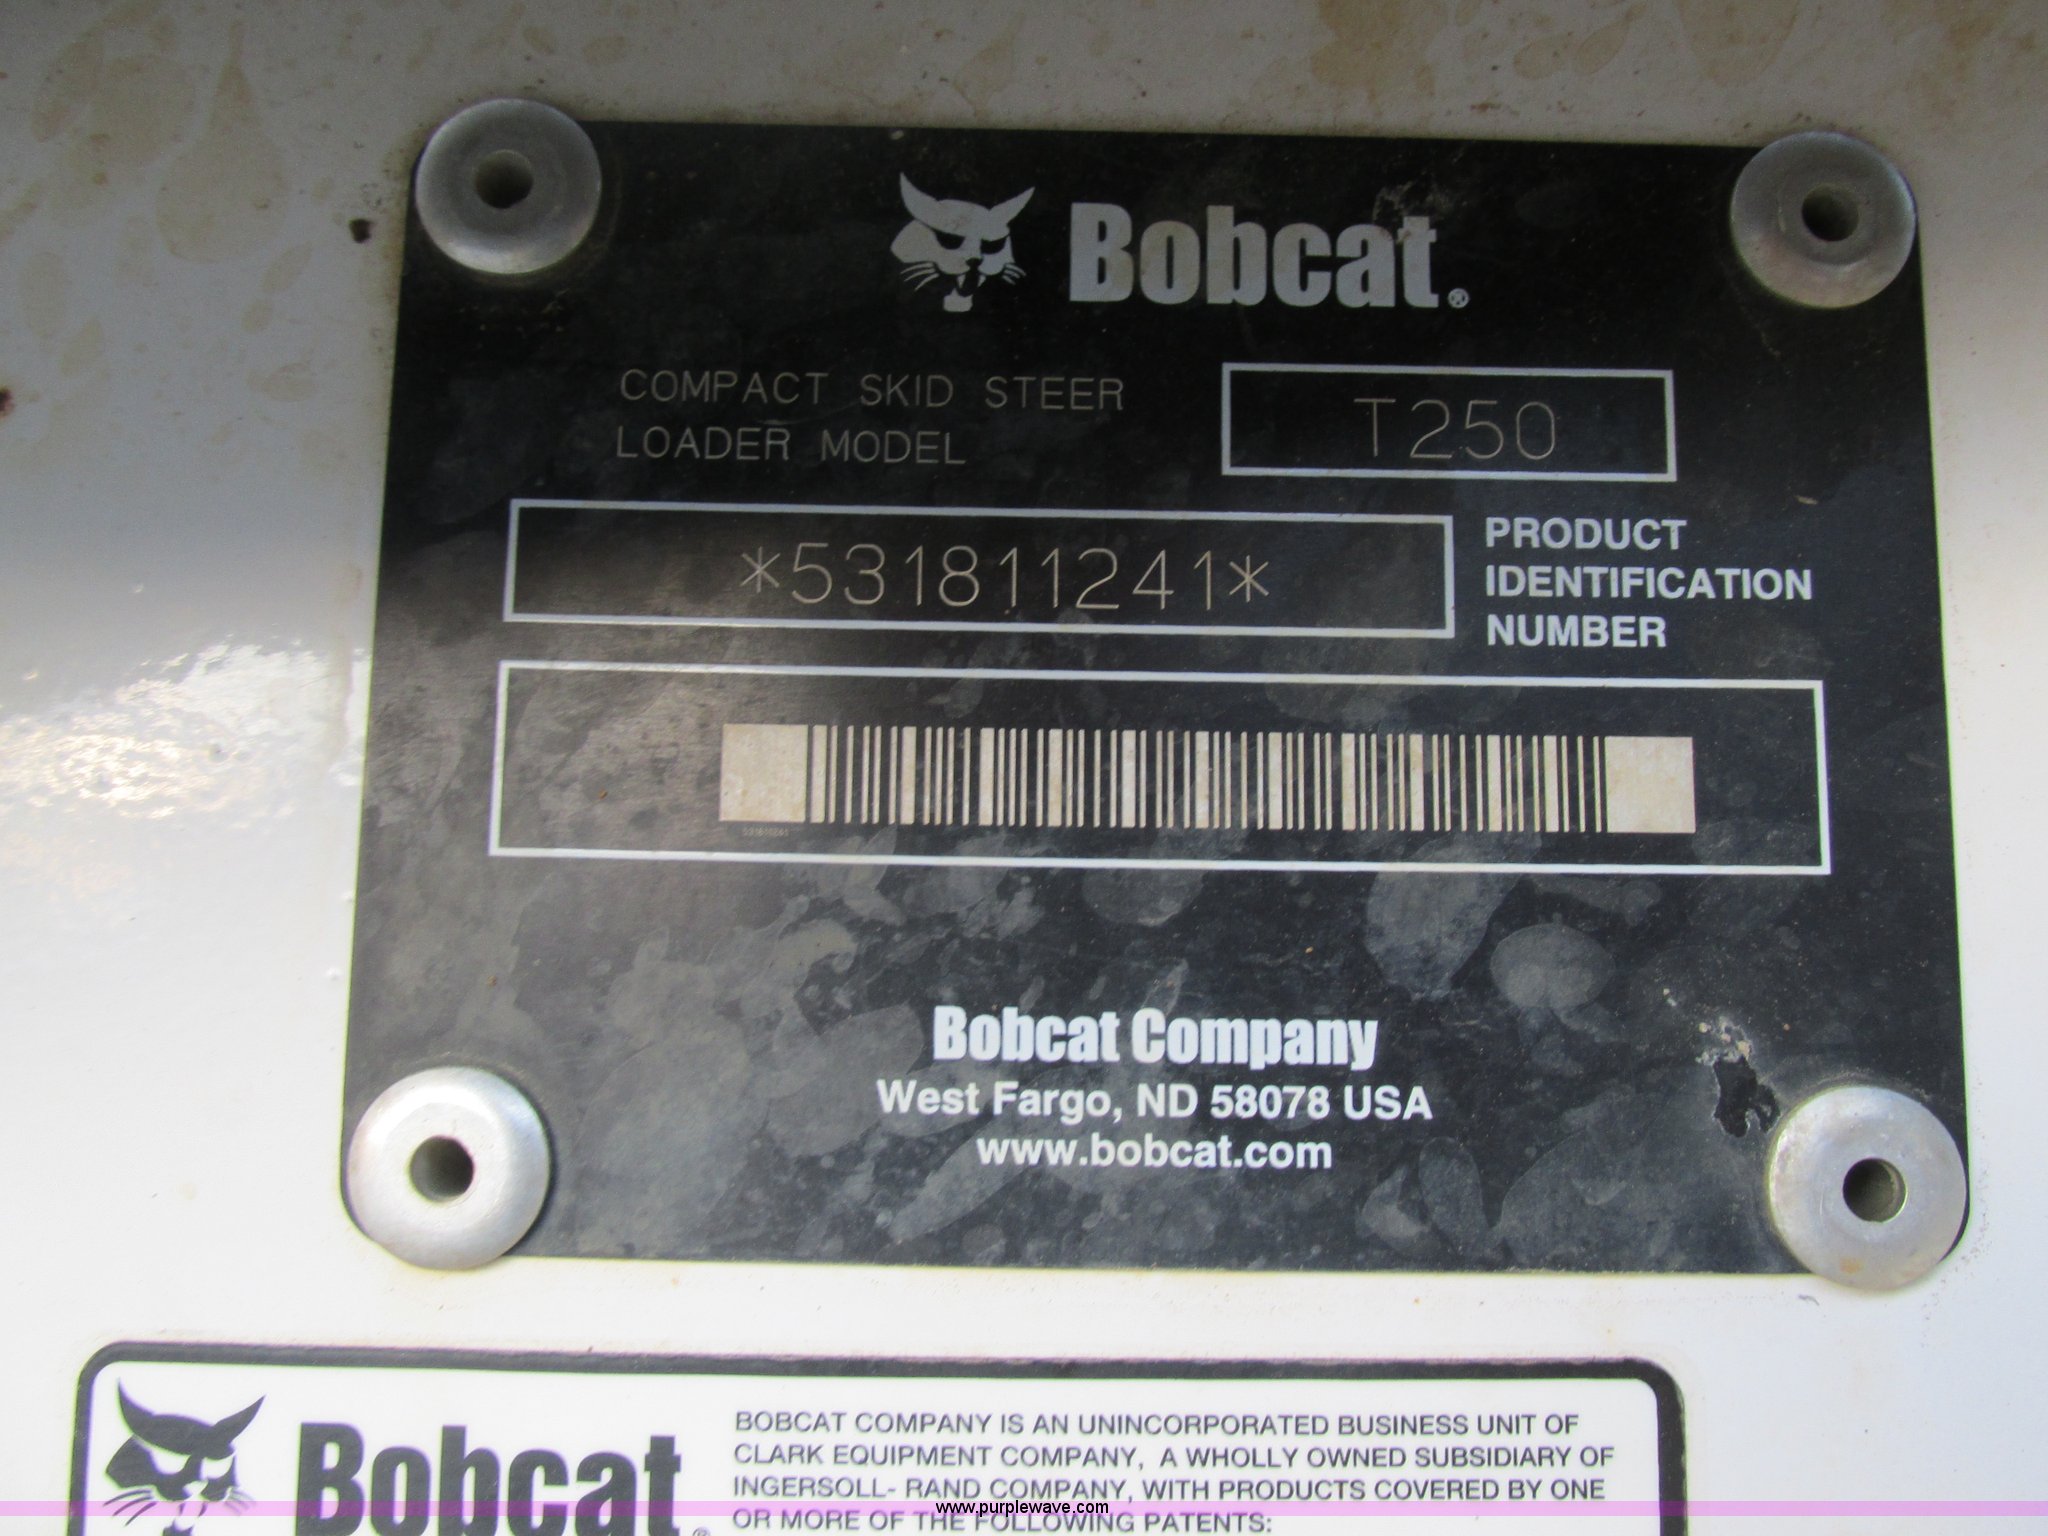 Bobcat®
COMPACT SKID STEER
LOADER MODEL
T250
*531811241*
PRODUCT
IDENTIFICATION
NUMBER
531811241
Bobcat Company
West Fargo, ND 58078 USA
www.bobcat.com
Bobcat®
BOBCAT COMPANY IS AN UNINCORPORATED BUSINESS UNIT OF
CLARK EQUIPMENT COMPANY, A WHOLLY OWNED SUBSIDIARY OF
INGERSOLL- RAND COMPANY, WITH PRODUCTS COVERED BY ONE
OR MORE OF THE FOLLOWING PATENTS:
www.purplewave.com